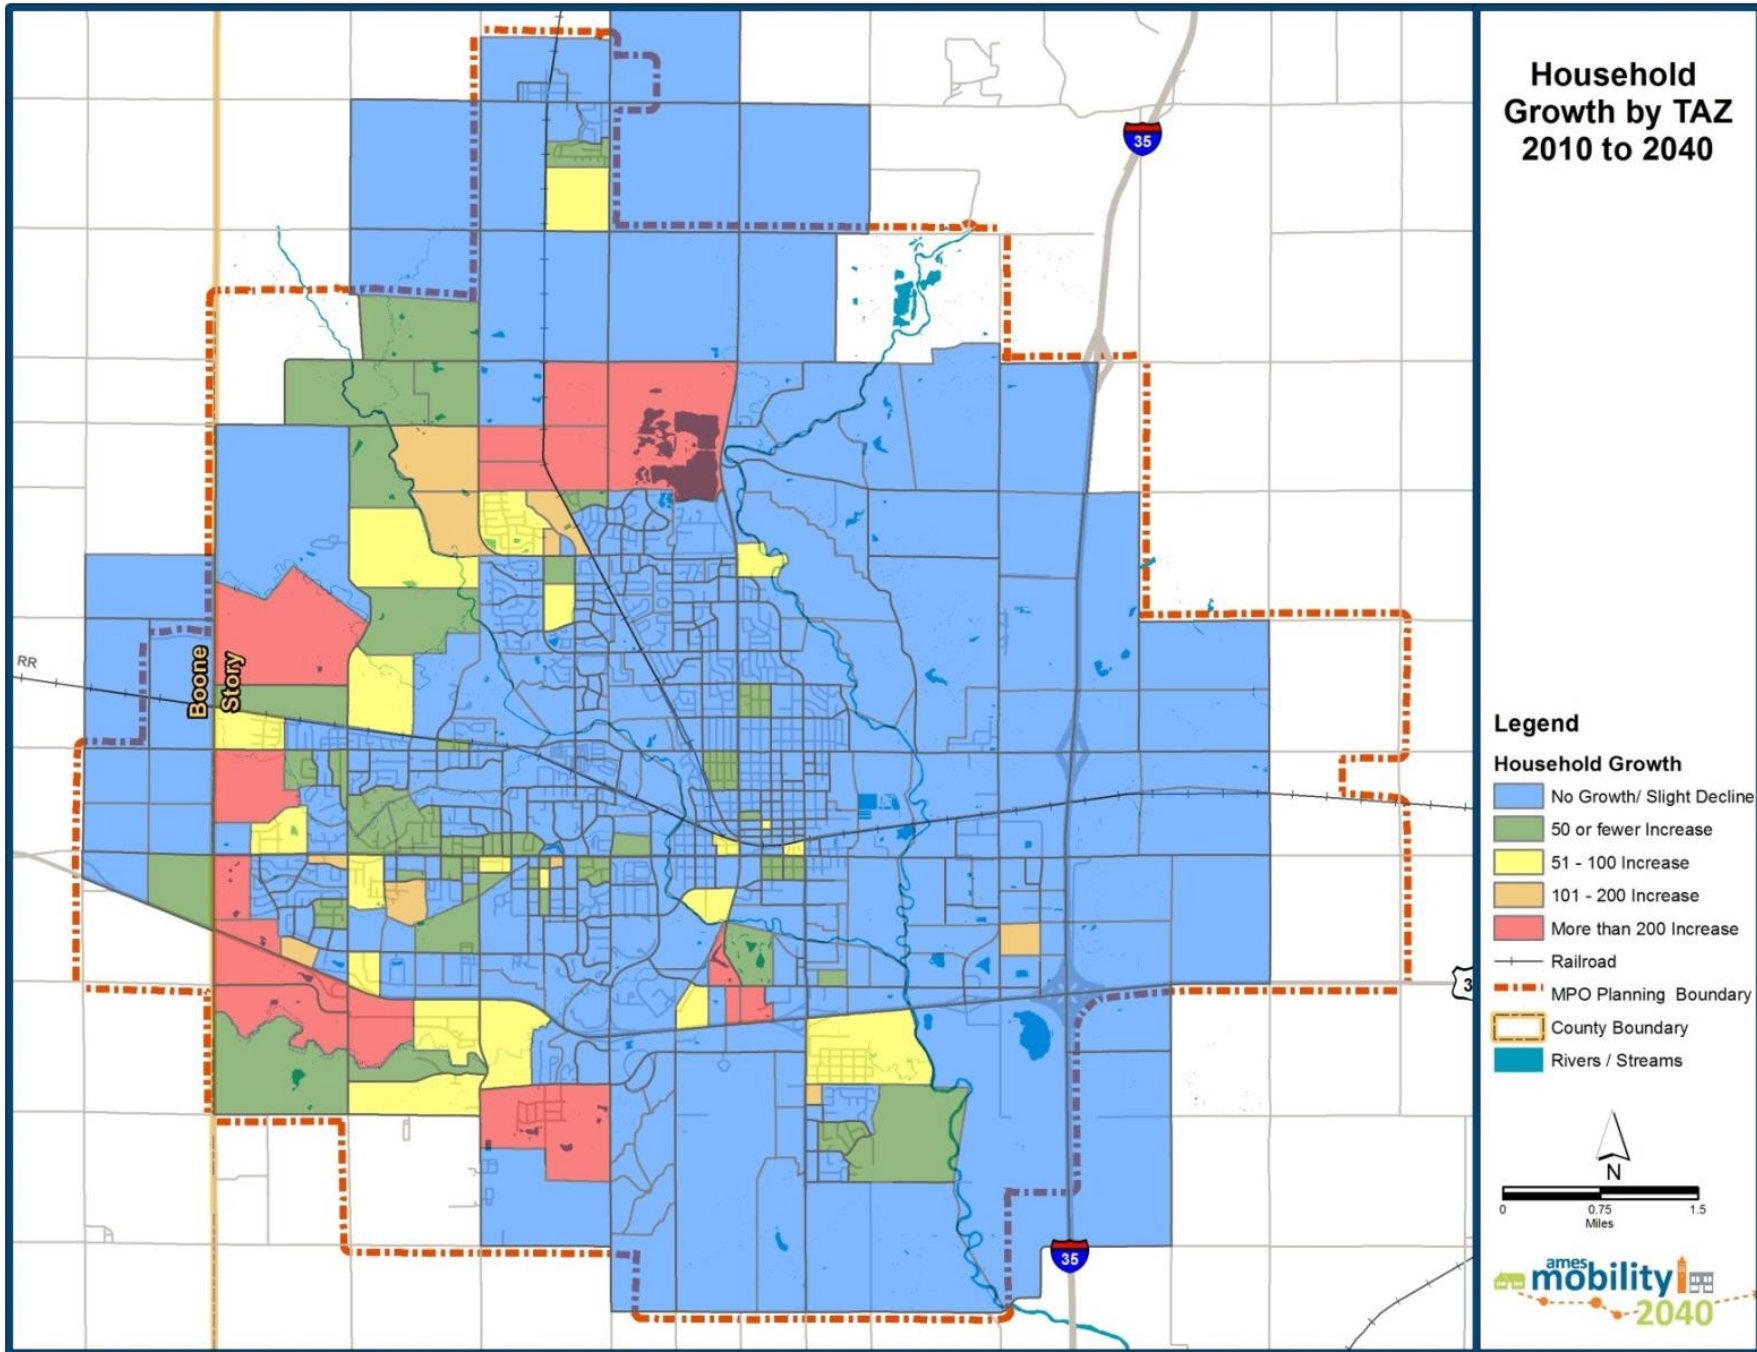 Household
Growth by TAZ
2010 to 2040
35
RR
Boone
Story
Legend
Household Growth
No Growth/ Slight Decline
50 or fewer Increase
51 - 100 Increase
101 - 200 Increase
More than 200 Increase
Railroad
MPO Planning Boundary
3
County Boundary
Rivers / Streams
N
0 0.75 1.5
Miles
35
ames
mobility
2040